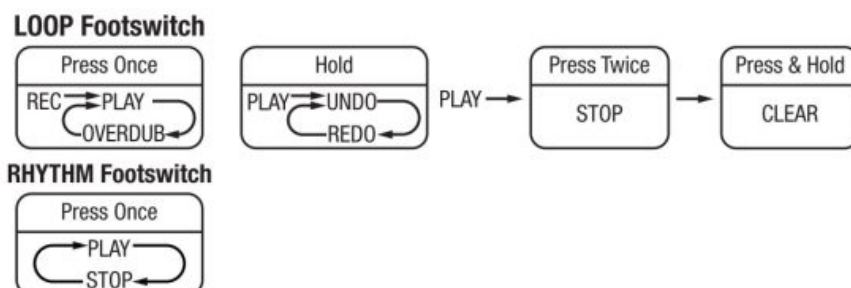 LOOP Footswitch
Press Once
REC PLAY
OVERDUB
Hold
PLAY UNDO
REDO
PLAY
Press Twice
STOP
Press & Hold
CLEAR
RHYTHM Footswitch
Press Once
PLAY
STOP